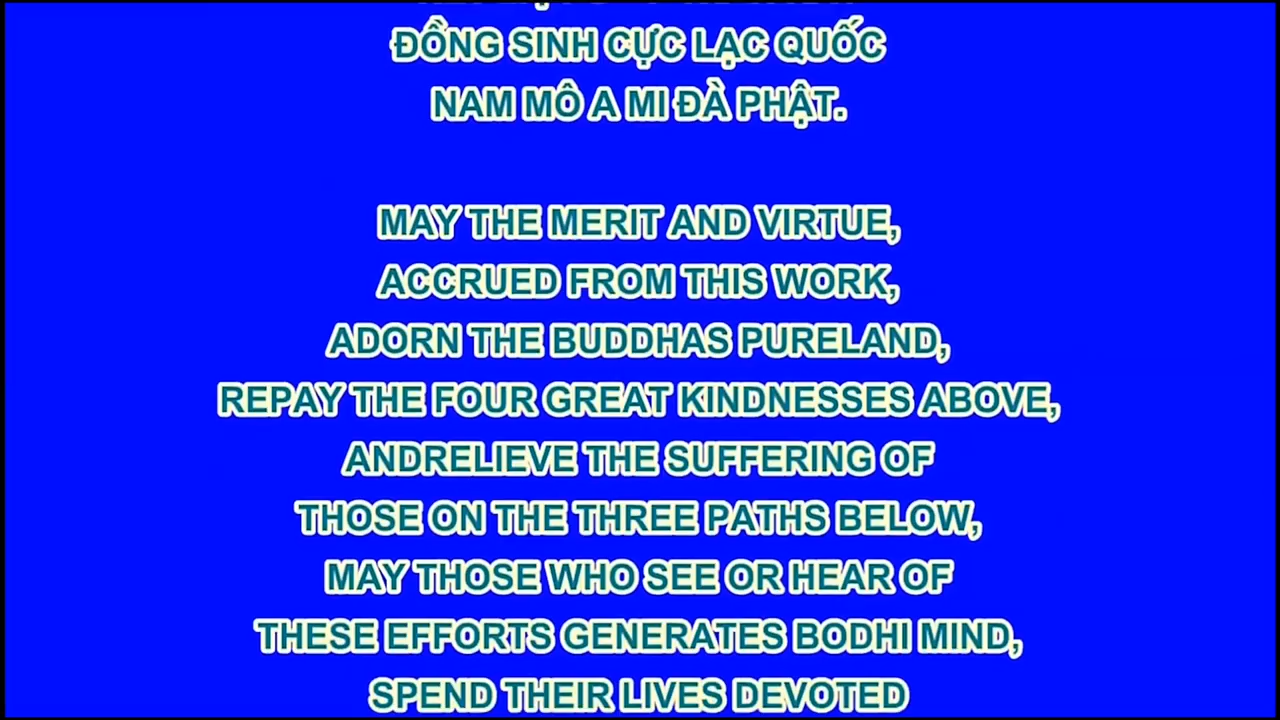 ĐỒNG SINH CỰC LẠC QUỐC
NAM MÔ A MI ĐÀ PHẬT.
MAY THE MERIT AND VIRTUE,
ACCRUED FROM THIS WORK,
ADORN THE BUDDHAS PURELAND,
REPAY THE FOUR GREAT KINDNESSES ABOVE,
ANDRELIEVE THE SUFFERING OF
THOSE ON THE THREE PATHS BELOW,
MAY THOSE WHO SEE OR HEAR OF
THESE EFFORTS GENERATES BODHI MIND,
SPEND THEIR LIVES DEVOTED